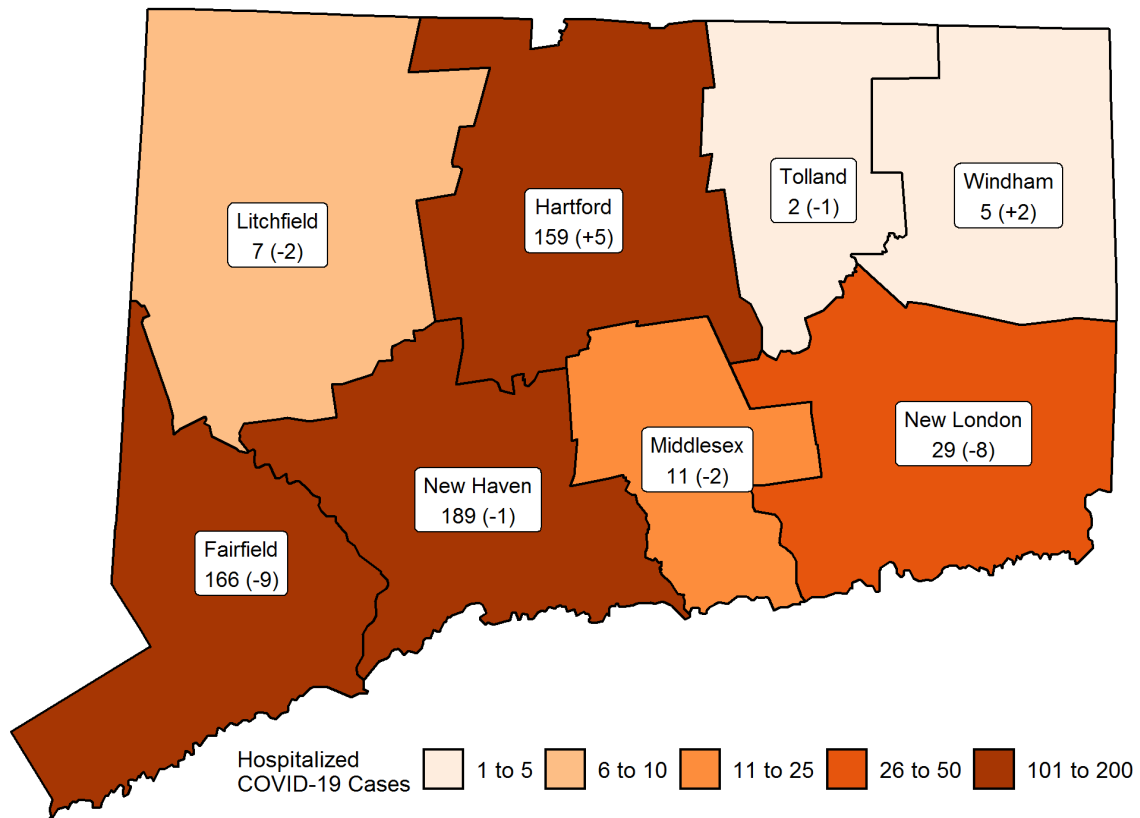 Tolland
2 (-1)
Windham
5 (+2)
Hartford
159 (+5)
Litchfield
7 (-2)
New London
29 (-8)
Middlesex
11 (-2)
New Haven
189 (-1)
Fairfield
166 (-9)
Hospitalized
COVID-19 Cases
1 to 5
6 to 10
11 to 25
26 to 50
101 to 200